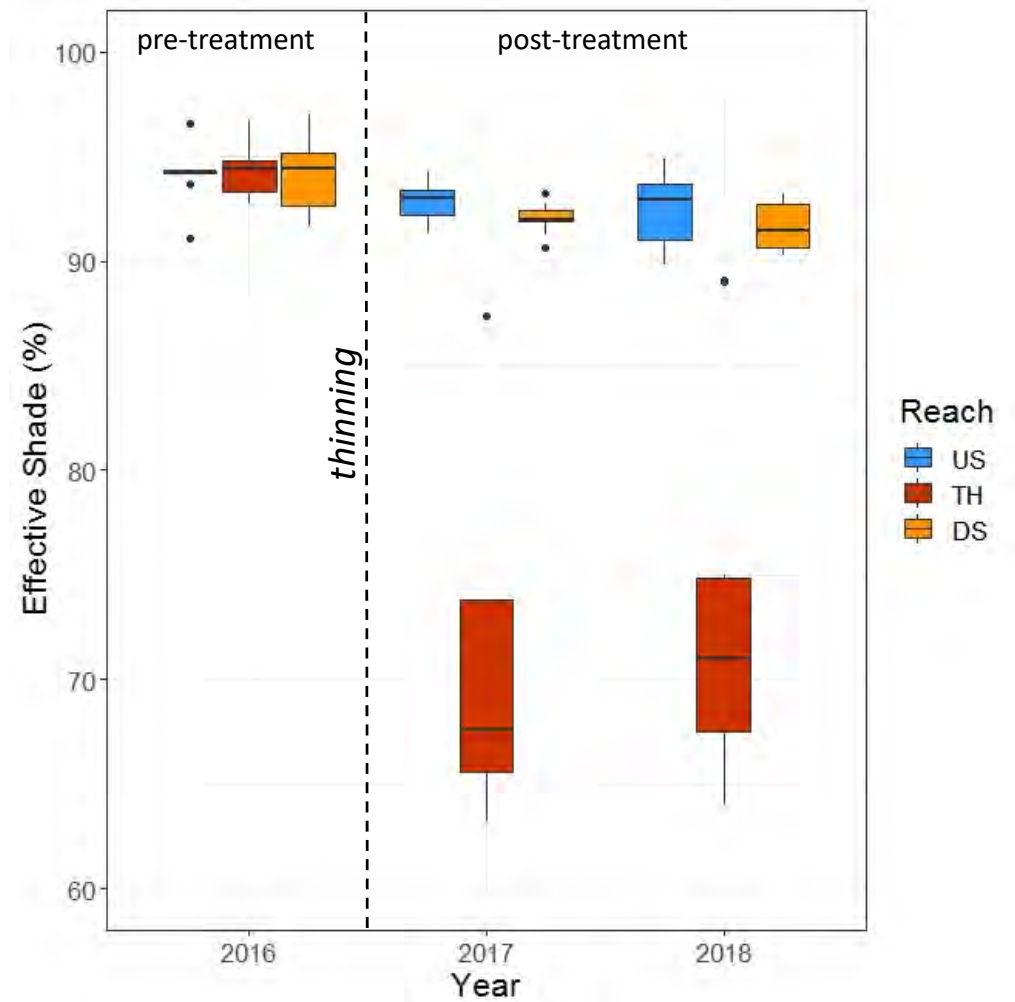 pre-treatment
post-treatment
100
90
80
70
60
Effective Shade (%)
thinning
Reach
US
TH
DS
2016
2017
2018
Year